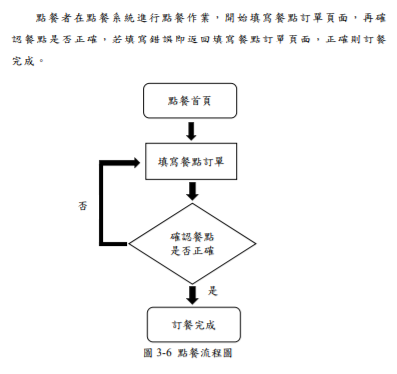 點餐者在點餐系統進行點餐作業，開始填寫餐點訂單頁面，再確
認餐點是否正確，若填寫錯誤即返回填寫餐點訂單頁面，正確則訂餐
完成。
點餐首頁
填寫餐點訂單
否
確認餐點
是否正確
是
訂餐完成
圖 3-6 點餐流程圖